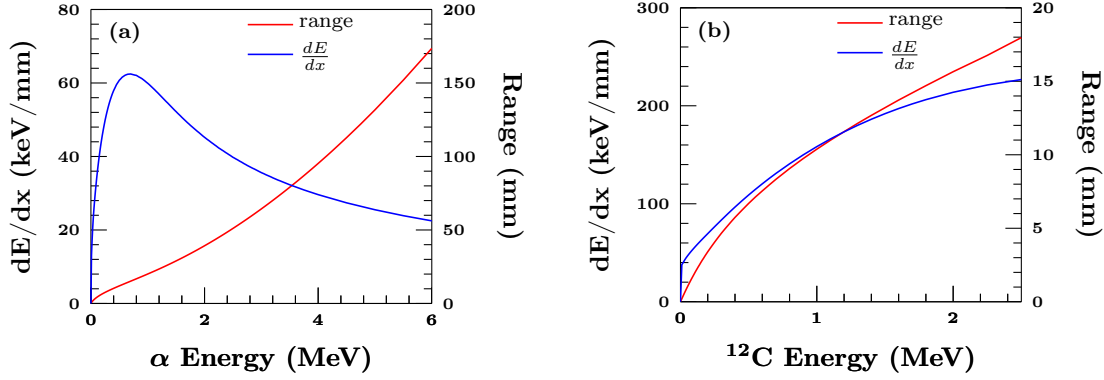 (a)
range
dE/dx
dE/dx (keV/mm)
80
60
40
20
0
200
150
100
50
0
Range (mm)
0 2 4 6
α Energy (MeV)
(b)
range
dE/dx
dE/dx (keV/mm)
300
200
100
0
20
15
10
5
0
Range (mm)
0 1 2
¹²C Energy (MeV)